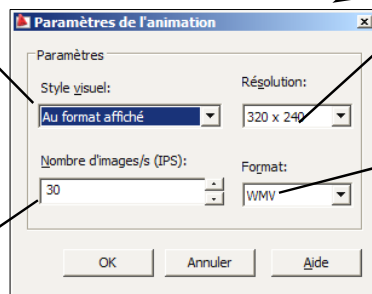 Paramètres de l'animation
Paramètres
Style visuel:
Résolution:
Au format affiché
320 x 240
Nombre d'images/s (IPS):
Format:
30
WMV
OK
Annuler
Aide